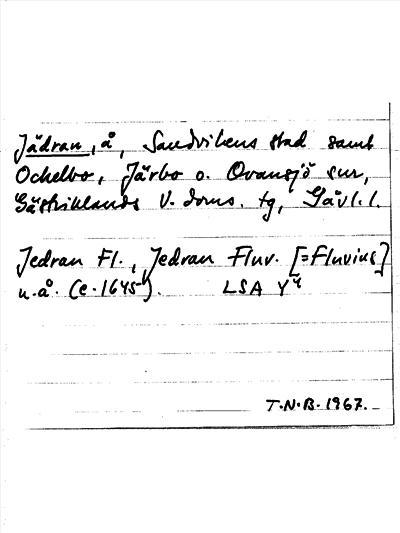 Jädran, å, Sandvikens stad samt
Ockelbo, Järbo o. Ovansjö snr,
Gästriklands V. doms. tg, Gävl. l.
Jedran Fl., Jedran Fluv. [=Fluvius]
u.å. (c. 1645). LSA Y4
T.N.B. 1967.